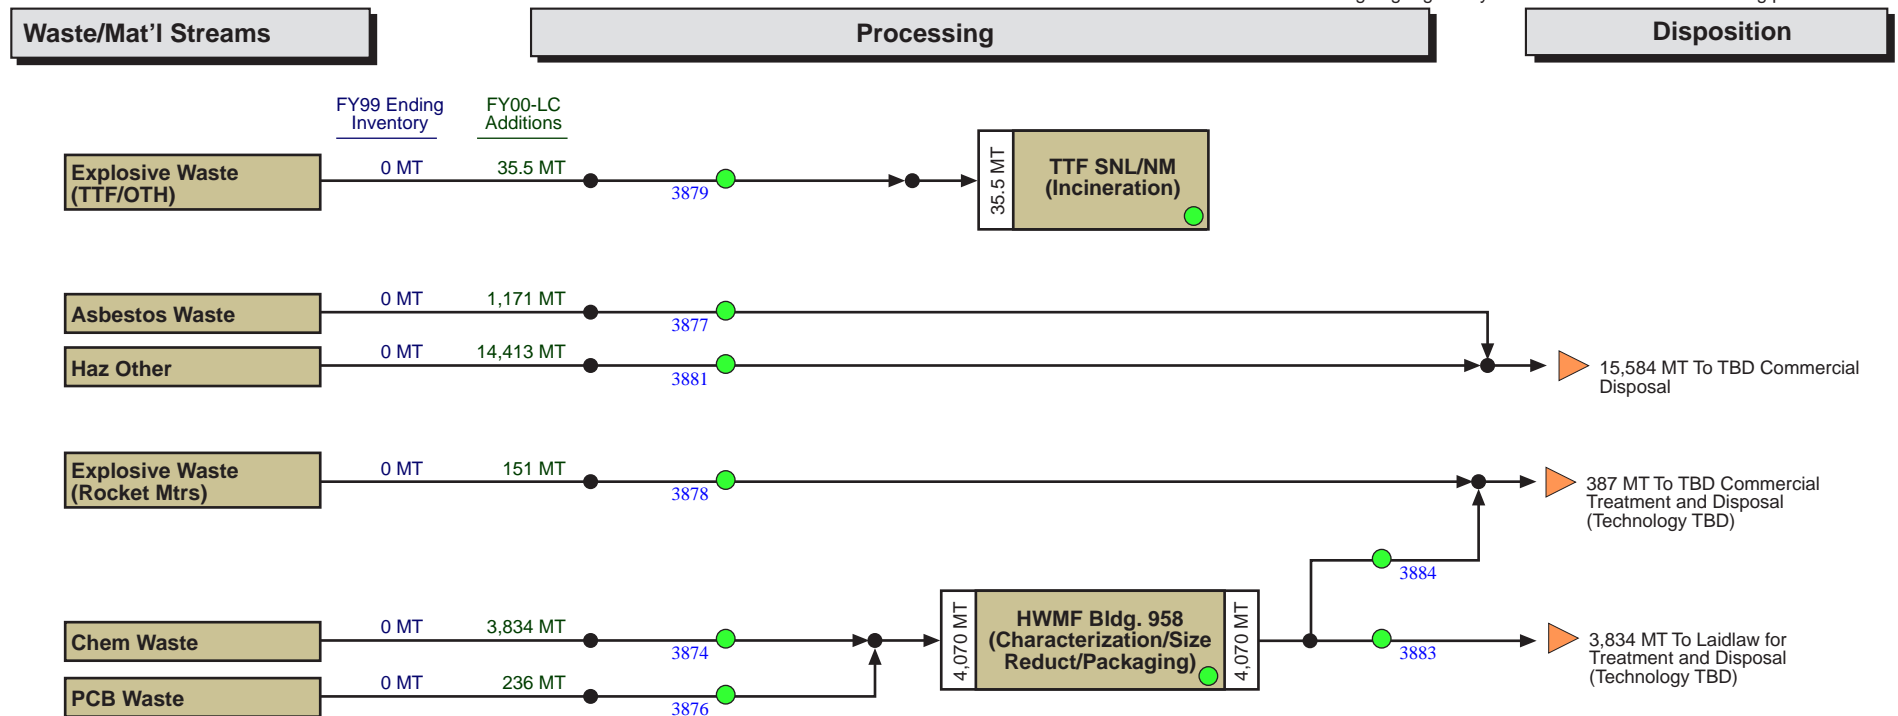 Waste/Mat'l Streams
Processing
Disposition
FY99 Ending
Inventory
FY00-LC
Additions
Explosive Waste
(TTF/OTH)
0 MT
35.5 MT
3879
35.5 MT
TTF SNL/NM
(Incineration)
Asbestos Waste
0 MT
1,171 MT
3877
Haz Other
0 MT
14,413 MT
3881
15,584 MT To TBD Commercial
Disposal
Explosive Waste
(Rocket Mtrs)
0 MT
151 MT
3878
387 MT To TBD Commercial
Treatment and Disposal
(Technology TBD)
3884
Chem Waste
0 MT
3,834 MT
3874
4,070 MT
HWMF Bldg. 958
(Characterization/Size
Reduct/Packaging)
4,070 MT
3883
3,834 MT To Laidlaw for
Treatment and Disposal
(Technology TBD)
PCB Waste
0 MT
236 MT
3876